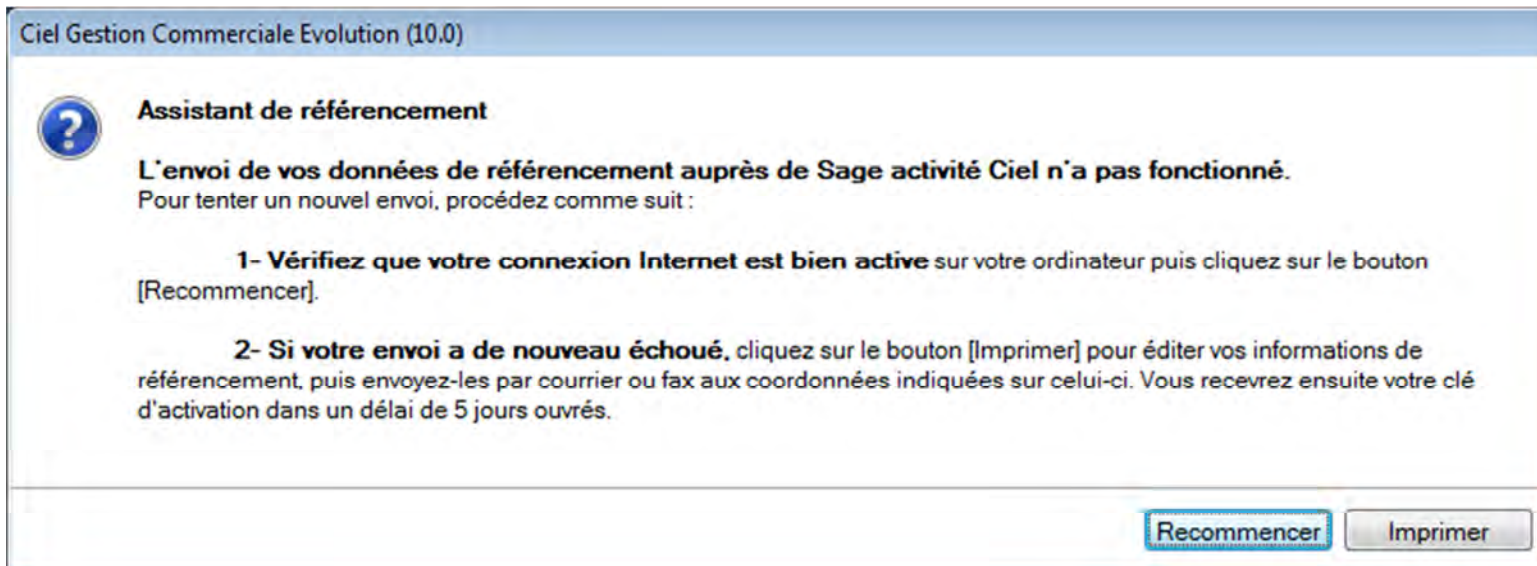 Ciel Gestion Commerciale Evolution (10.0)
Assistant de référencement
L'envoi de vos données de référencement auprès de Sage activité Ciel n'a pas fonctionné.
Pour tenter un nouvel envoi, procédez comme suit :
1- Vérifiez que votre connexion Internet est bien active sur votre ordinateur puis cliquez sur le bouton
[Recommencer].
2- Si votre envoi a de nouveau échoué, cliquez sur le bouton [Imprimer] pour éditer vos informations de
référencement, puis envoyez-les par courrier ou fax aux coordonnées indiquées sur celui-ci. Vous recevrez ensuite votre clé
d'activation dans un délai de 5 jours ouvrés.
Recommencer Imprimer